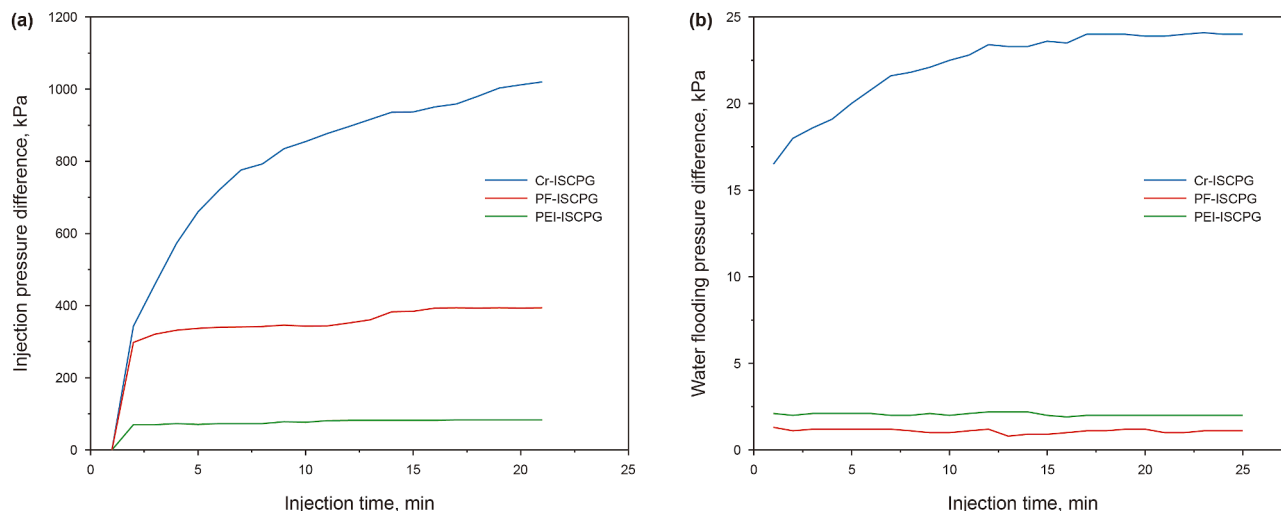 (a)
1200
1000
800
600
400
200
0
Injection pressure difference, kPa
Cr-ISCPG
PF-ISCPG
PEI-ISCPG
0 5 10 15 20 25
Injection time, min
(b)
25
20
15
10
5
0
Water flooding pressure difference, kPa
Cr-ISCPG
PF-ISCPG
PEI-ISCPG
0 5 10 15 20 25
Injection time, min